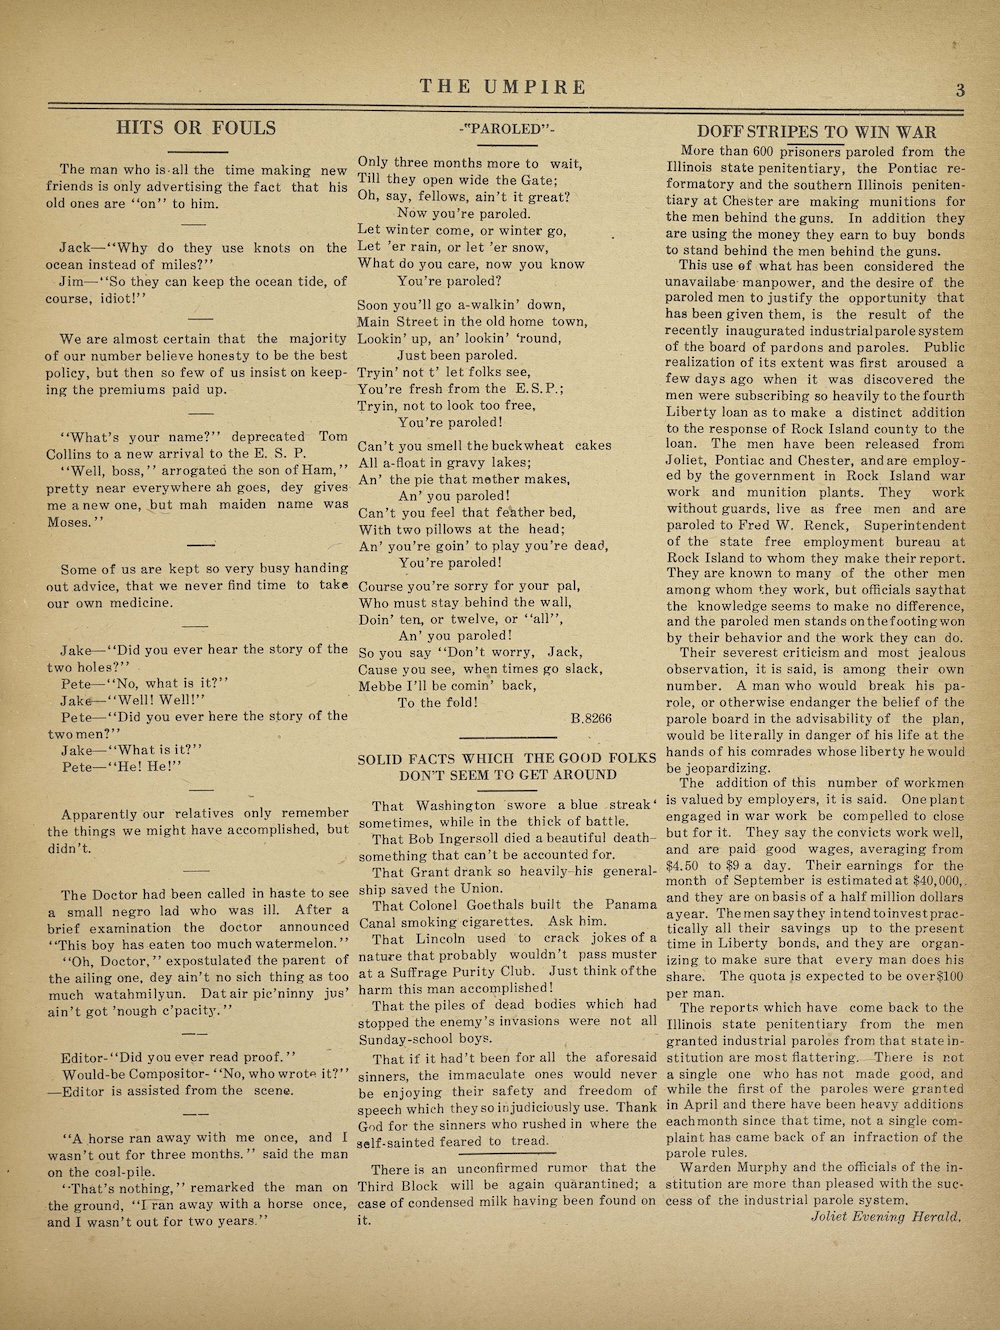 THE UMPIRE
3
HITS OR FOULS
The man who is all the time making new
friends is only advertising the fact that his
old ones are “on” to him.
Jack—“Why do they use knots on the
ocean instead of miles?”
Jim—“So they can keep the ocean tide, of
course, idiot!”
We are almost certain that the majority
of our number believe honesty to be the best
policy, but then so few of us insist on keep-
ing the premiums paid up.
“What's your name?” deprecated Tom
Collins to a new arrival to the E. S. P.
“Well, boss,” arrogated the son of Ham,”
pretty near everywhere ah goes, dey gives
me a new one, but mah maiden name was
Moses.”
Some of us are kept so very busy handing
out advice, that we never find time to take
our own medicine.
Jake—“Did you ever hear the story of the
two holes?”
Pete—“No, what is it?”
Jake—“Well! Well!”
Pete—“Did you ever here the story of the
two men?”
Jake—“What is it?”
Pete—“He! He!”
Apparently our relatives only remember
the things we might have accomplished, but
didn't.
The Doctor had been called in haste to see
a small negro lad who was ill. After a
brief examination the doctor announced
“This boy has eaten too much watermelon.”
“Oh, Doctor,” expostulated the parent of
the ailing one, dey ain't no sich thing as too
much watahmilyun. Dat air pic'ninny jus'
ain't got 'nough c'pacity.”
Editor-“Did you ever read proof.”
Would-be Compositor-“No, who wrote it?”
—Editor is assisted from the scene.
“A horse ran away with me once, and I
wasn't out for three months.” said the man
on the coal-pile.
“That's nothing,” remarked the man on
the ground, “I ran away with a horse once,
and I wasn't out for two years.”
-“PAROLED”-
Only three months more to wait,
Till they open wide the Gate;
Oh, say, fellows, ain't it great?
Now you're paroled.
Let winter come, or winter go,
Let 'er rain, or let 'er snow,
What do you care, now you know
You're paroled?
Soon you'll go a-walkin' down,
Main Street in the old home town,
Lookin' up, an' lookin' ‘round,
Just been paroled.
Tryin' not t' let folks see,
You're fresh from the E.S.P.;
Tryin, not to look too free,
You're paroled!
Can't you smell the buckwheat cakes
All a-float in gravy lakes;
An' the pie that mother makes,
An' you paroled!
Can't you feel that feather bed,
With two pillows at the head;
An' you're goin' to play you're dead,
You're paroled!
Course you're sorry for your pal,
Who must stay behind the wall,
Doin' ten, or twelve, or “all”,
An' you paroled!
So you say “Don't worry, Jack,
Cause you see, when times go slack,
Mebbe I'll be comin' back,
To the fold!
B.8266
SOLID FACTS WHICH THE GOOD FOLKS
DON'T SEEM TO GET AROUND
That Washington swore a blue streak‘
sometimes, while in the thick of battle.
That Bob Ingersoll died a beautiful death-
something that can't be accounted for.
That Grant drank so heavily his general-
ship saved the Union.
That Colonel Goethals built the Panama
Canal smoking cigarettes. Ask him.
That Lincoln used to crack jokes of a
nature that probably wouldn't pass muster
at a Suffrage Purity Club. Just think of the
harm this man accomplished!
That the piles of dead bodies which had
stopped the enemy's invasions were not all
Sunday-school boys.
That if it had't been for all the aforesaid
sinners, the immaculate ones would never
be enjoying their safety and freedom of
speech which they so injudiciously use. Thank
God for the sinners who rushed in where the
self-sainted feared to tread.
There is an unconfirmed rumor that the
Third Block will be again quarantined; a
case of condensed milk having been found on
it.
DOFF STRIPES TO WIN WAR
More than 600 prisoners paroled from the
Illinois state penitentiary, the Pontiac re-
formatory and the southern Illinois peniten-
tiary at Chester are making munitions for
the men behind the guns. In addition they
are using the money they earn to buy bonds
to stand behind the men behind the guns.
This use of what has been considered the
unavailabe manpower, and the desire of the
paroled men to justify the opportunity that
has been given them, is the result of the
recently inaugurated industrial parole system
of the board of pardons and paroles. Public
realization of its extent was first aroused a
few days ago when it was discovered the
men were subscribing so heavily to the fourth
Liberty loan as to make a distinct addition
to the response of Rock Island county to the
loan. The men have been released from
Joliet, Pontiac and Chester, and are employ-
ed by the government in Rock Island war
work and munition plants. They work
without guards, live as free men and are
paroled to Fred W. Renck, Superintendent
of the state free employment bureau at
Rock Island to whom they make their report.
They are known to many of the other men
among whom they work, but officials say that
the knowledge seems to make no difference,
and the paroled men stands on the footing won
by their behavior and the work they can do.
Their severest criticism and most jealous
observation, it is said, is among their own
number. A man who would break his pa-
role, or otherwise endanger the belief of the
parole board in the advisability of the plan,
would be literally in danger of his life at the
hands of his comrades whose liberty he would
be jeopardizing.
The addition of this number of workmen
is valued by employers, it is said. One plant
engaged in war work be compelled to close
but for it. They say the convicts work well,
and are paid good wages, averaging from
$4.50 to $9 a day. Their earnings for the
month of September is estimated at $40,000,
and they are on basis of a half million dollars
a year. The men say they intend to invest prac-
tically all their savings up to the present
time in Liberty bonds, and they are organ-
izing to make sure that every man does his
share. The quota is expected to be over $100
per man.
The reports which have come back to the
Illinois state penitentiary from the men
granted industrial paroles from that state in-
stitution are most flattering. There is not
a single one who has not made good, and
while the first of the paroles were granted
in April and there have been heavy additions
each month since that time, not a single com-
plaint has came back of an infraction of the
parole rules.
Warden Murphy and the officials of the in-
stitution are more than pleased with the suc-
cess of the industrial parole system.
Joliet Evening Herald.